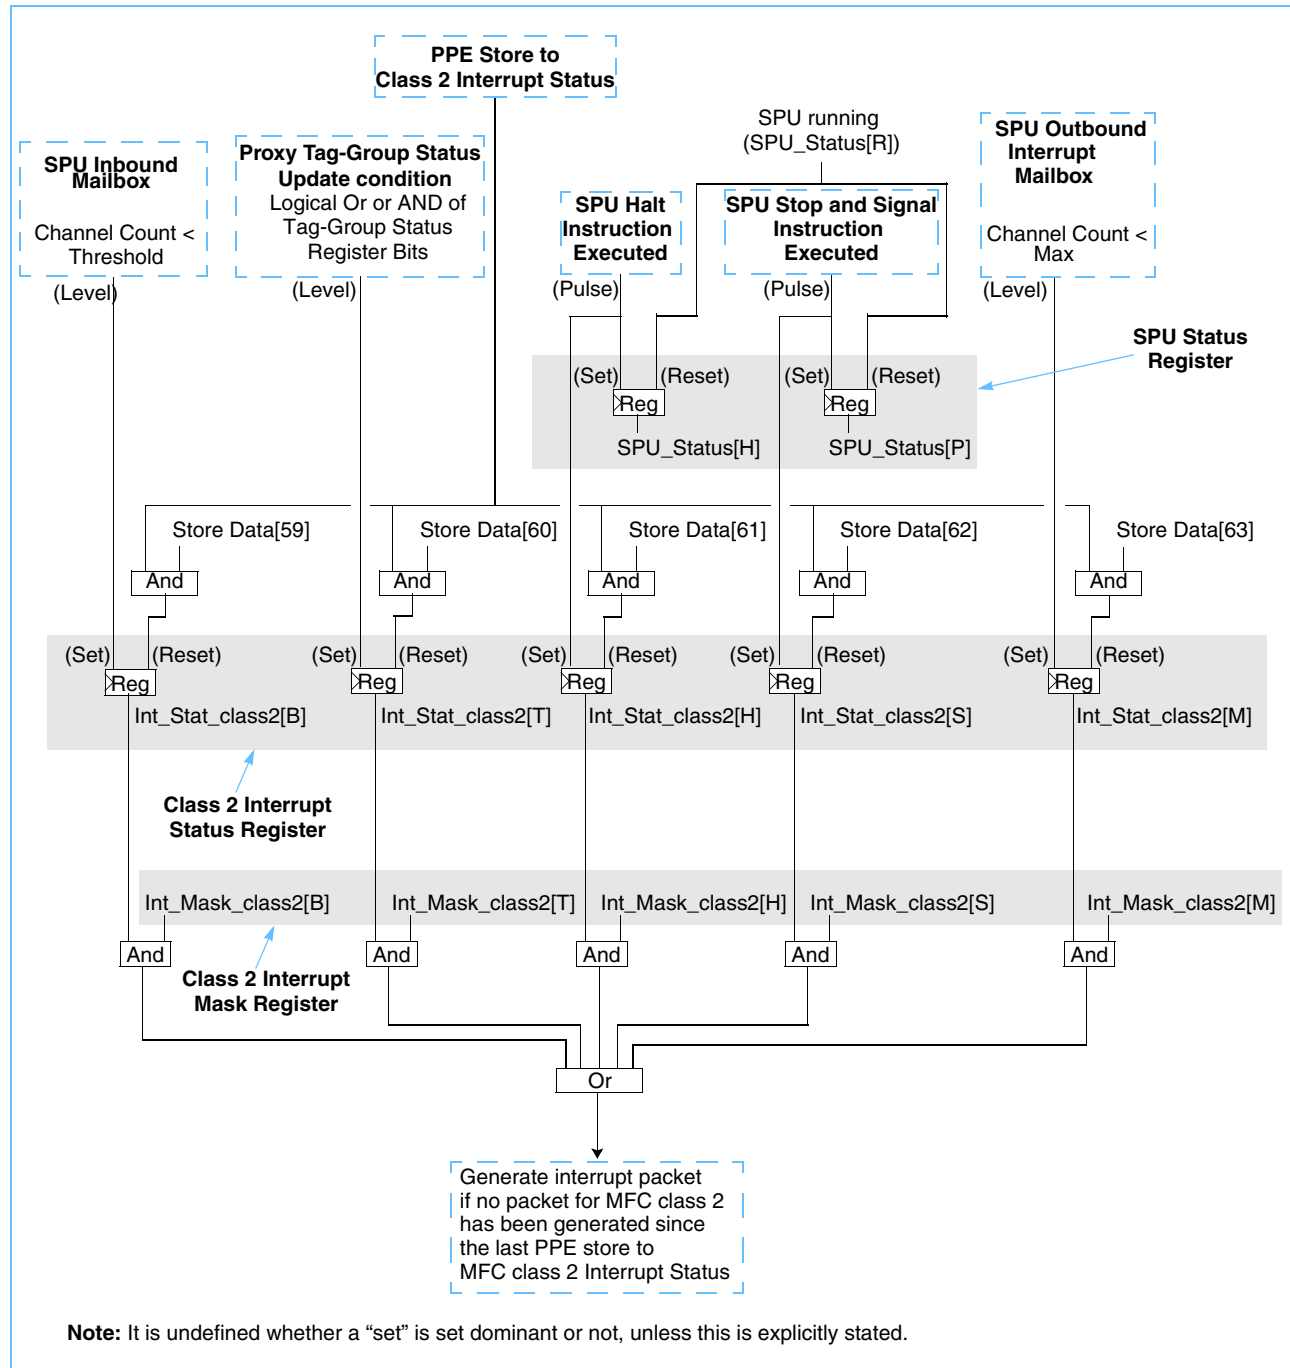 PPE Store to
Class 2 Interrupt Status
SPU running
(SPU_Status[R])
SPU Inbound
Mailbox
Channel Count <
Threshold
(Level)
Proxy Tag-Group Status
Update condition
Logical Or or AND of
Tag-Group Status
Register Bits
(Level)
SPU Halt
Instruction
Executed
(Pulse)
SPU Stop and Signal
Instruction
Executed
(Pulse)
SPU Outbound
Interrupt
Mailbox
Channel Count <
Max
(Level)
SPU Status
Register
(Set) (Reset) (Set) (Reset)
Reg Reg
SPU_Status[H] SPU_Status[P]
Store Data[59] Store Data[60] Store Data[61] Store Data[62] Store Data[63]
And And And And And
(Set) (Reset) (Set) (Reset) (Set) (Reset) (Set) (Reset) (Set) (Reset)
Reg Reg Reg Reg Reg
Int_Stat_class2[B] Int_Stat_class2[T] Int_Stat_class2[H] Int_Stat_class2[S] Int_Stat_class2[M]
Class 2 Interrupt
Status Register
Int_Mask_class2[B] Int_Mask_class2[T] Int_Mask_class2[H] Int_Mask_class2[S] Int_Mask_class2[M]
And And And And And
Class 2 Interrupt
Mask Register
Or
Generate interrupt packet
if no packet for MFC class 2
has been generated since
the last PPE store to
MFC class 2 Interrupt Status
Note: It is undefined whether a “set” is set dominant or not, unless this is explicitly stated.